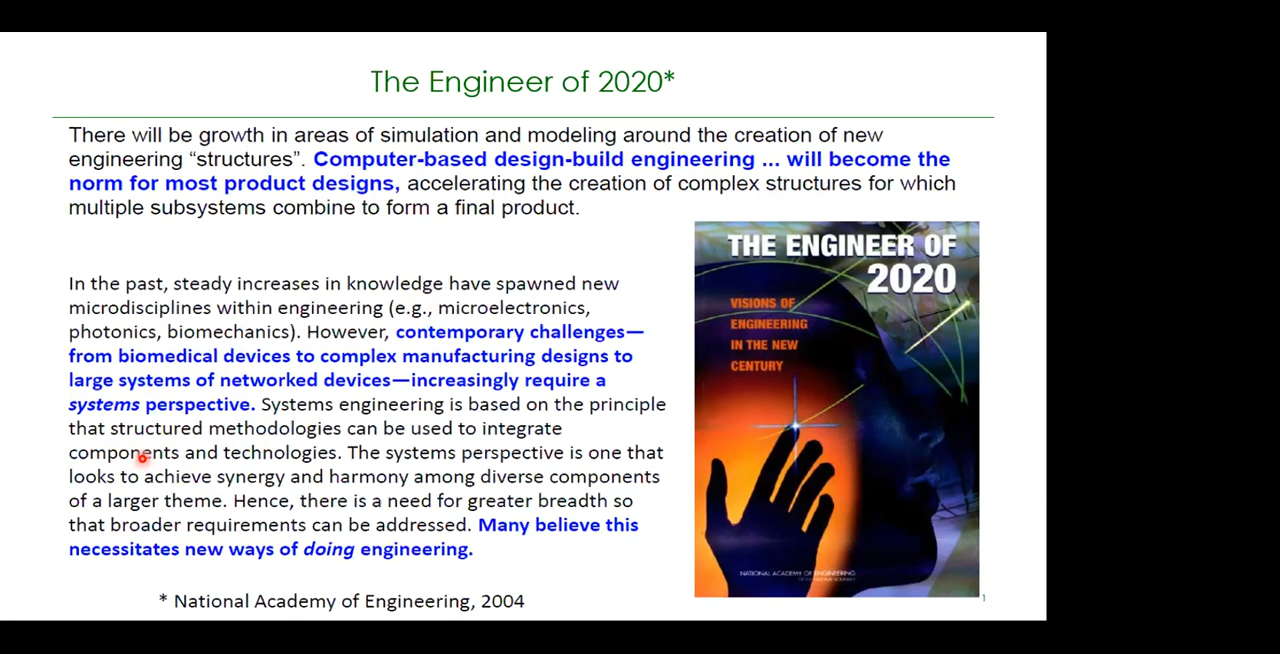 The Engineer of 2020*
There will be growth in areas of simulation and modeling around the creation of new
engineering “structures”. Computer-based design-build engineering ... will become the
norm for most product designs, accelerating the creation of complex structures for which
multiple subsystems combine to form a final product.
In the past, steady increases in knowledge have spawned new
microdisciplines within engineering (e.g., microelectronics,
photonics, biomechanics). However, contemporary challenges—
from biomedical devices to complex manufacturing designs to
large systems of networked devices—increasingly require a
systems perspective. Systems engineering is based on the principle
that structured methodologies can be used to integrate
components and technologies. The systems perspective is one that
looks to achieve synergy and harmony among diverse components
of a larger theme. Hence, there is a need for greater breadth so
that broader requirements can be addressed. Many believe this
necessitates new ways of doing engineering.
* National Academy of Engineering, 2004
THE ENGINEER OF
2020
VISIONS OF
ENGINEERING
IN THE NEW
CENTURY
NATIONAL ACADEMY OF ENGINEERING
1